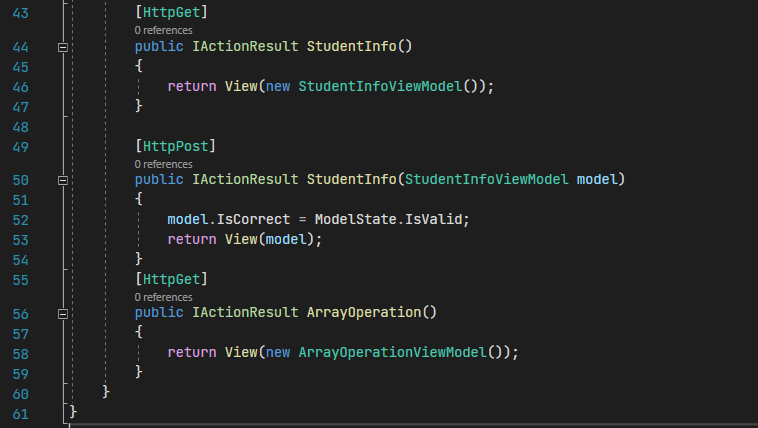 43 [HttpGet]
0 references
44 public IActionResult StudentInfo()
45 {
46 return View(new StudentInfoViewModel());
47 }
48
49 [HttpPost]
0 references
50 public IActionResult StudentInfo(StudentInfoViewModel model)
51 {
52 model.IsCorrect = ModelState.IsValid;
53 return View(model);
54 }
55 [HttpGet]
0 references
56 public IActionResult ArrayOperation()
57 {
58 return View(new ArrayOperationViewModel());
59 }
60 }
61 }